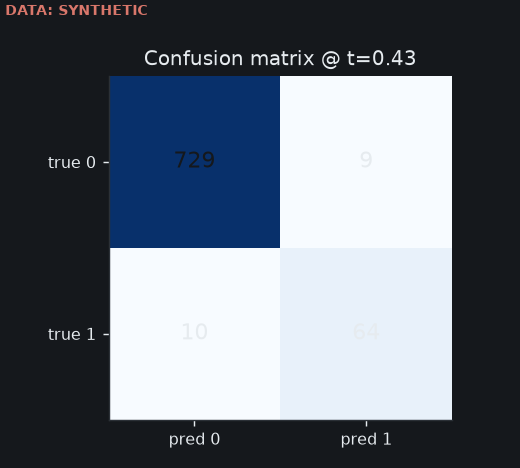 DATA: SYNTHETIC
Confusion matrix @ t=0.43
true 0 729 9
true 1 10 64
pred 0 pred 1